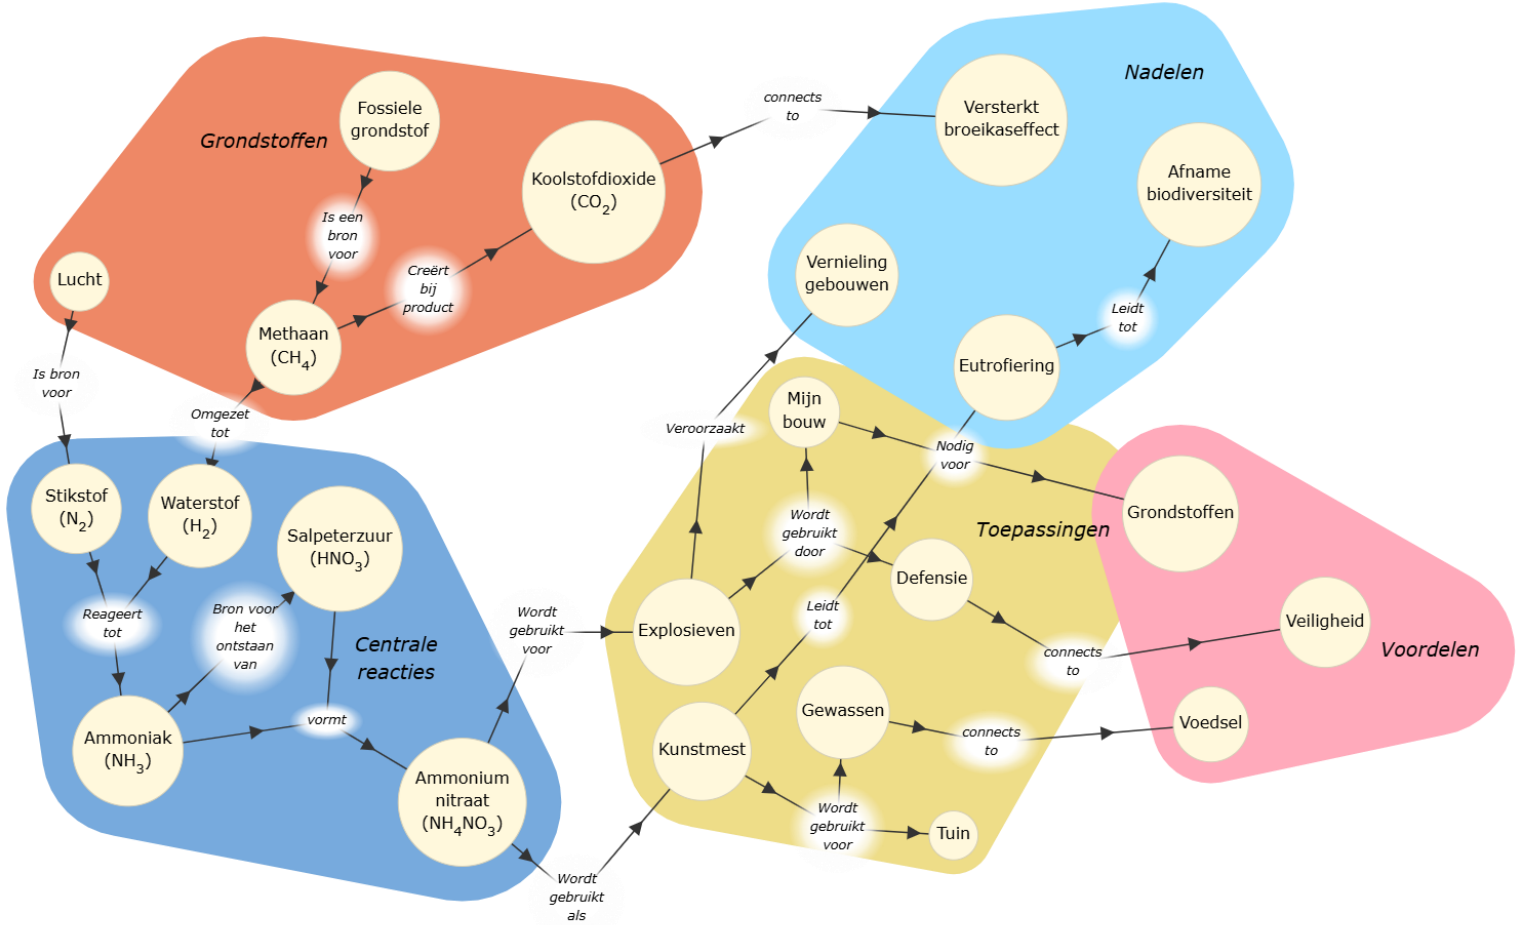 Grondstoffen
Fossiele
grondstof
Koolstofdioxide
(CO₂)
Is een
bron
voor
Creërt
bij
product
Lucht
Methaan
(CH₄)
connects
to
Nadelen
Versterkt
broeikaseffect
Afname
biodiversiteit
Vernieling
gebouwen
Leidt
tot
Eutrofiering
Is bron
voor
Omgezet
tot
Stikstof
(N₂)
Waterstof
(H₂)
Salpeterzuur
(HNO₃)
Reageert
tot
Bron voor
het
ontstaan
van
Centrale
reacties
Ammoniak
(NH₃)
vormt
Ammonium
nitraat
(NH₄NO₃)
Wordt
gebruikt
voor
Wordt
gebruikt
als
Veroorzaakt
Mijn
bouw
Nodig
voor
Toepassingen
Wordt
gebruikt
door
Defensie
Explosieven
Leidt
tot
connects
to
Gewassen
Kunstmest
connects
to
Wordt
gebruikt
voor
Tuin
Grondstoffen
Veiligheid
Voordelen
Voedsel